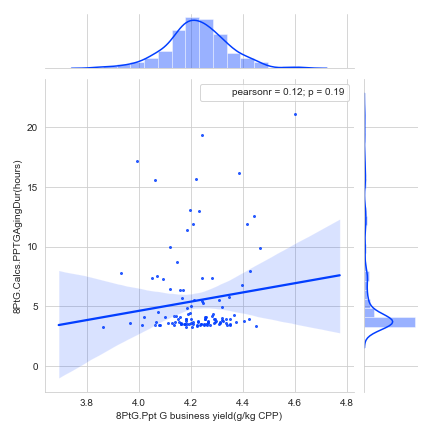 pearsonr = 0.12; p = 0.19
20
15
10
5
0
8PtG.Calcs.PPTGAgingDur(hours)
3.8 4.0 4.2 4.4 4.6 4.8
8PtG.Ppt G business yield(g/kg CPP)